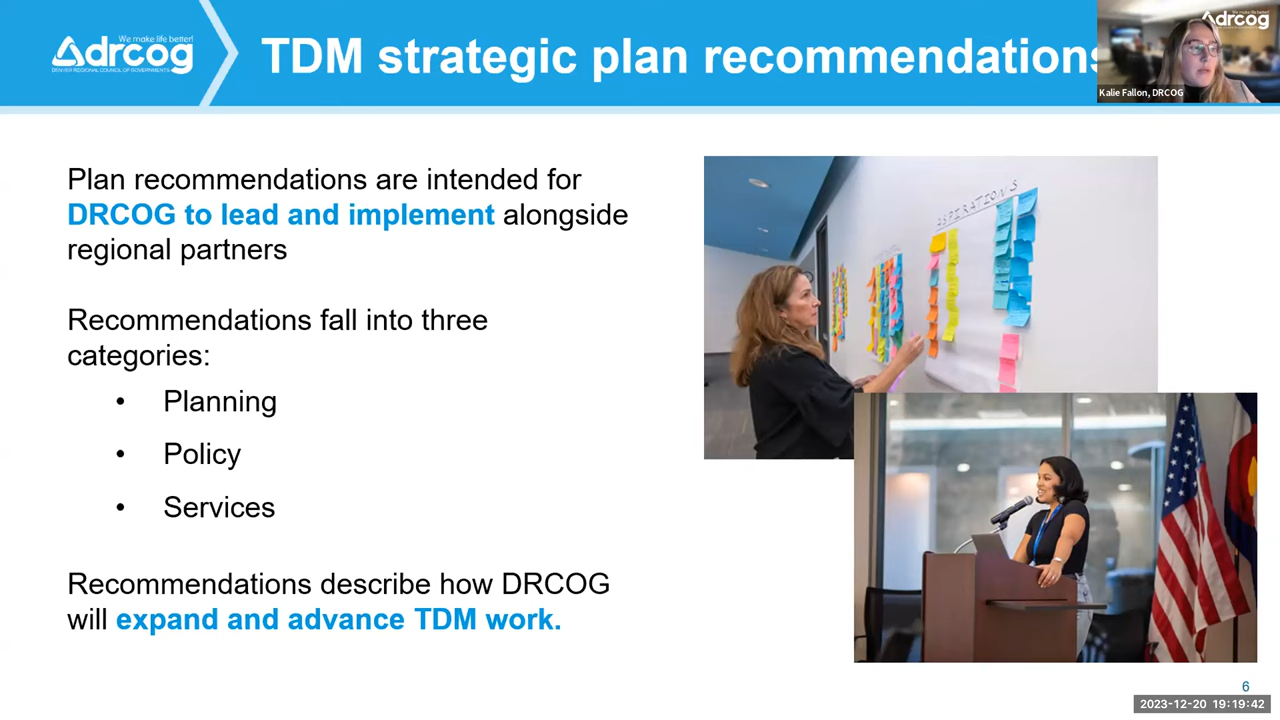 We make life better!
drcog
DENVER REGIONAL COUNCIL OF GOVERNMENTS
TDM strategic plan recommendations
drcog
Kalie Fallon, DRCOG
Plan recommendations are intended for
DRCOG to lead and implement alongside
regional partners
Recommendations fall into three
categories:
• Planning
• Policy
• Services
Recommendations describe how DRCOG
will expand and advance TDM work.
ASPIRATIONS
6
2023-12-20 19:19:42